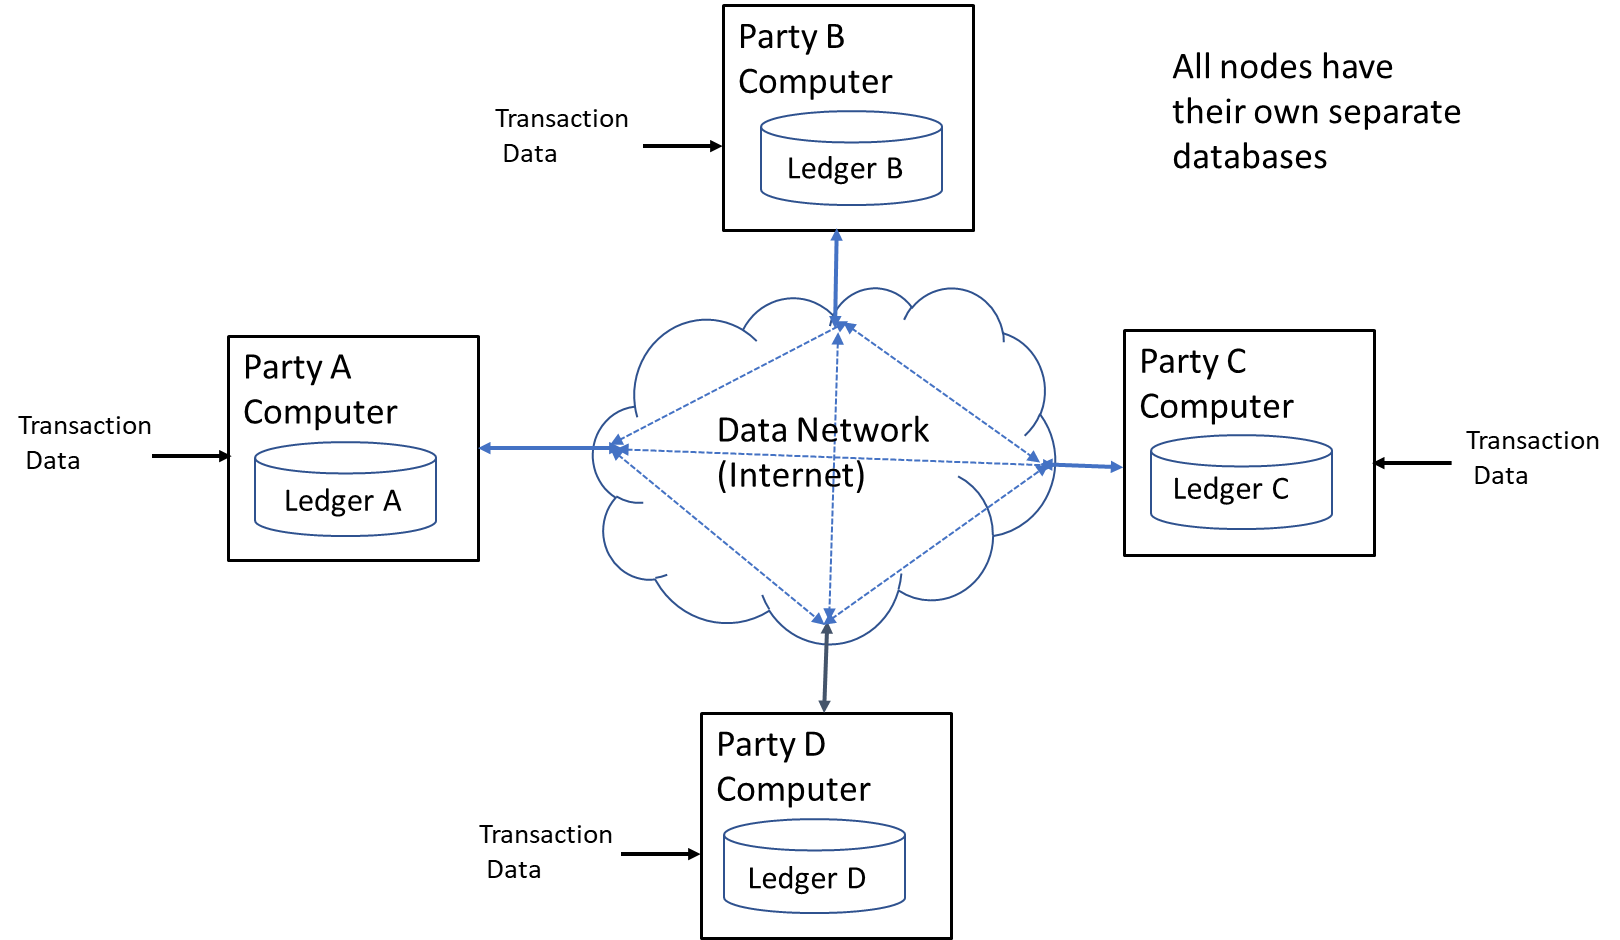 Party B
Computer
Ledger B
Transaction
Data
All nodes have
their own separate
databases
Party A
Computer
Ledger A
Transaction
Data
Data Network
(Internet)
Party C
Computer
Ledger C
Transaction
Data
Party D
Computer
Ledger D
Transaction
Data